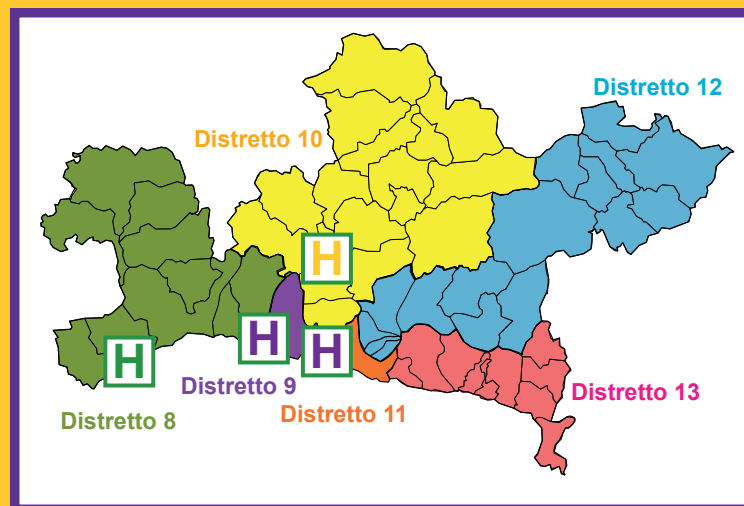 Distretto 12
Distretto 10
H
H
H
H
Distretto 9
Distretto 13
Distretto 11
Distretto 8